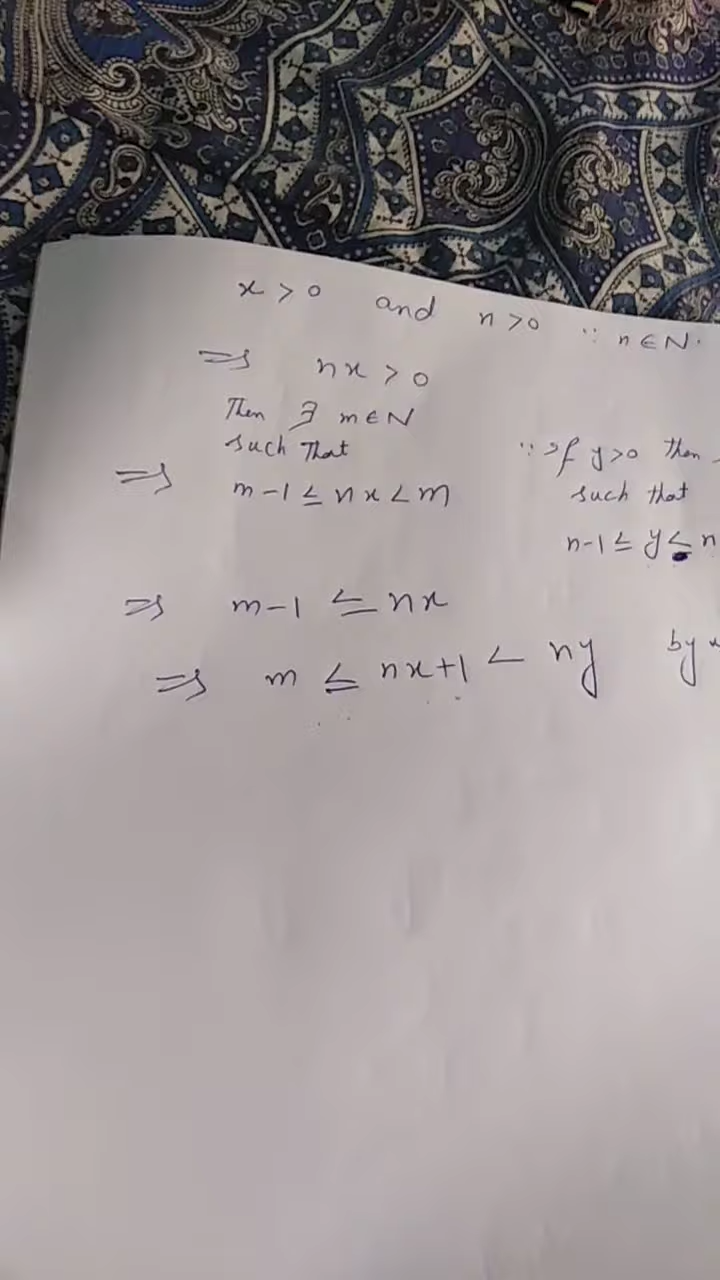 x > 0 and n > 0 ∵ n ∈ N.
⇒ nx > 0
Then ∃ m ∈ N
such that
∵ If y > 0 then
such that
⇒ m - 1 ≤ nx < m
n - 1 ≤ y ≤ n
⇒ m - 1 ≤ nx
⇒ m ≤ nx + 1 < ny by